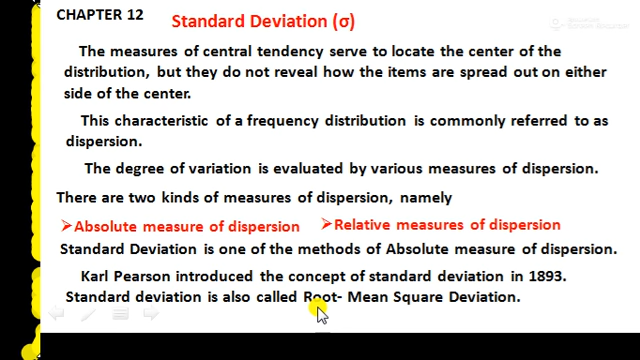 CHAPTER 12
Standard Deviation (σ)
The measures of central tendency serve to locate the center of the
distribution, but they do not reveal how the items are spread out on either
side of the center.
This characteristic of a frequency distribution is commonly referred to as
dispersion.
The degree of variation is evaluated by various measures of dispersion.
There are two kinds of measures of dispersion, namely
Absolute measure of dispersion
Relative measures of dispersion
Standard Deviation is one of the methods of Absolute measure of dispersion.
Karl Pearson introduced the concept of standard deviation in 1893.
Standard deviation is also called Root- Mean Square Deviation.